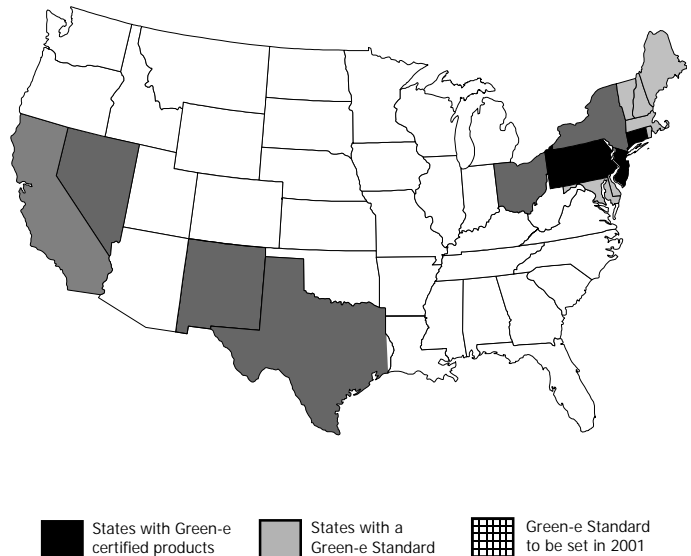 States with Green-e
certified products
States with a
Green-e Standard
Green-e Standard
to be set in 2001